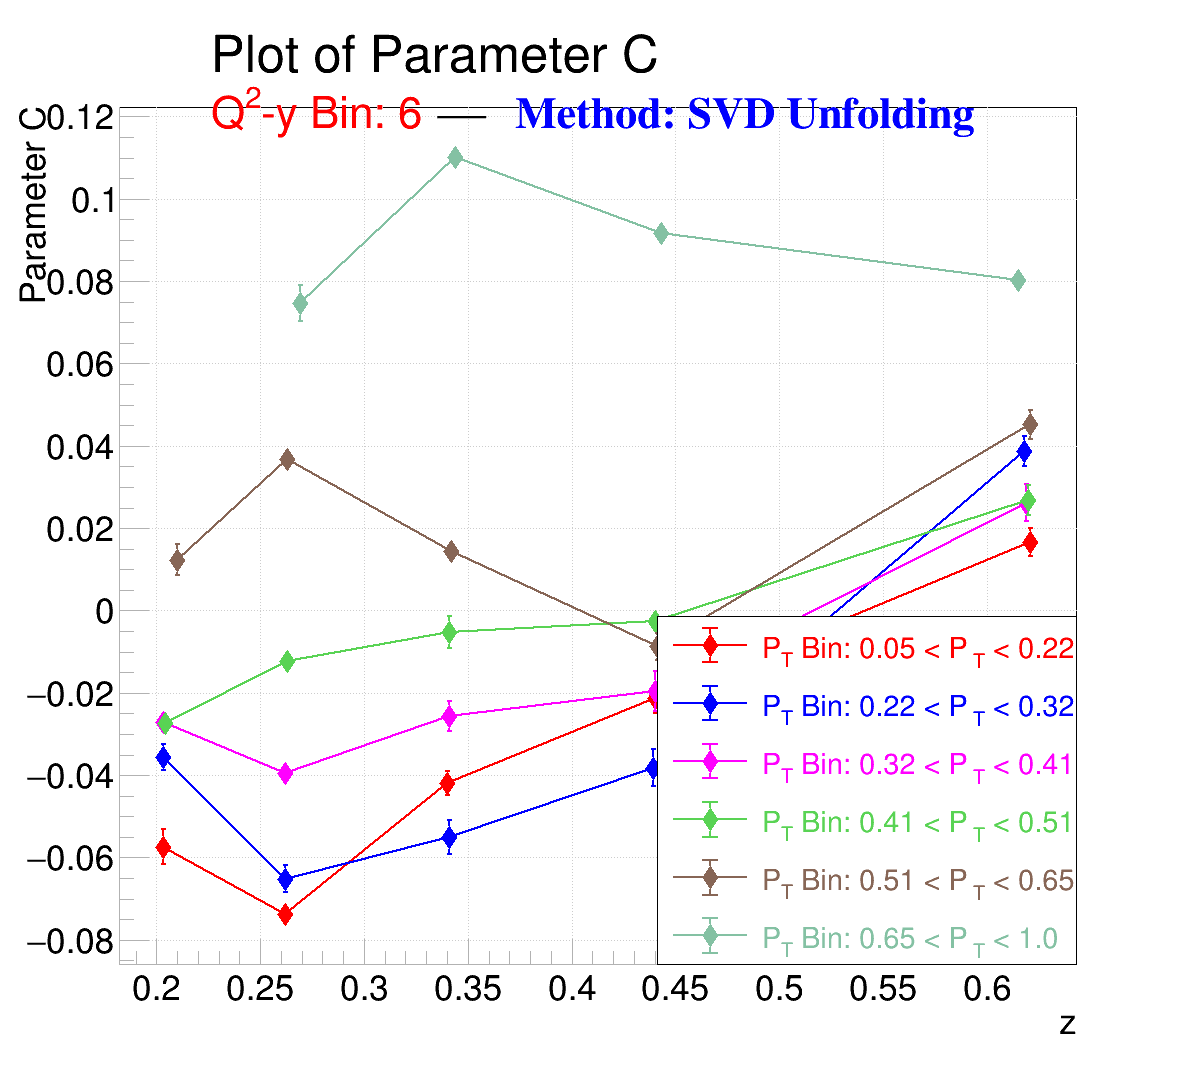 Plot of Parameter C
Q²-y Bin: 6 — Method: SVD Unfolding
Parameter C
0.12
0.1
0.08
0.06
0.04
0.02
0
−0.02
−0.04
−0.06
−0.08
P_T Bin: 0.05 < P_T < 0.22
P_T Bin: 0.22 < P_T < 0.32
P_T Bin: 0.32 < P_T < 0.41
P_T Bin: 0.41 < P_T < 0.51
P_T Bin: 0.51 < P_T < 0.65
P_T Bin: 0.65 < P_T < 1.0
0.2 0.25 0.3 0.35 0.4 0.45 0.5 0.55 0.6
z